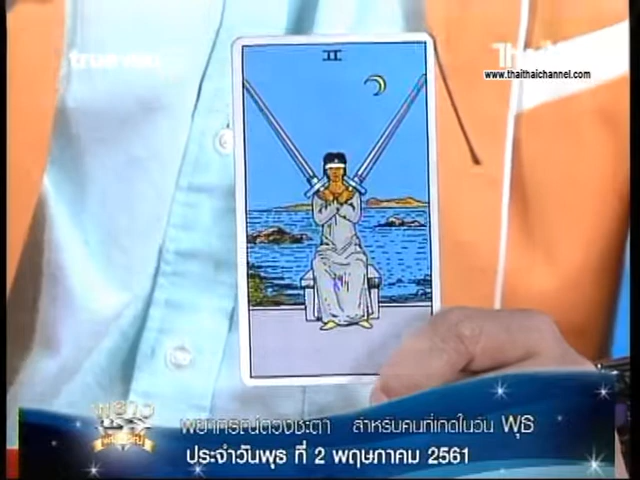 II
true visions
www.thaithaichannel.com
พยากรณ์ดวงชะตา สำหรับคนที่เกิดในวัน พุธ
ประจำวันพุธ ที่ 2 พฤษภาคม 2561